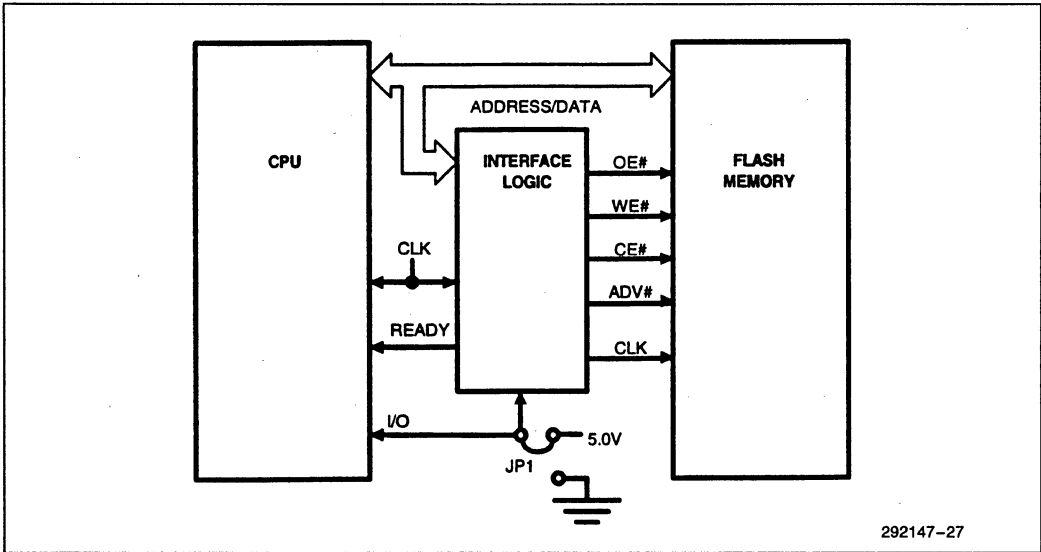 ADDRESS/DATA
CPU
INTERFACE
LOGIC
FLASH
MEMORY
OE#
WE#
CE#
ADV#
CLK
CLK
READY
I/O
5.0V
JP1
292147-27